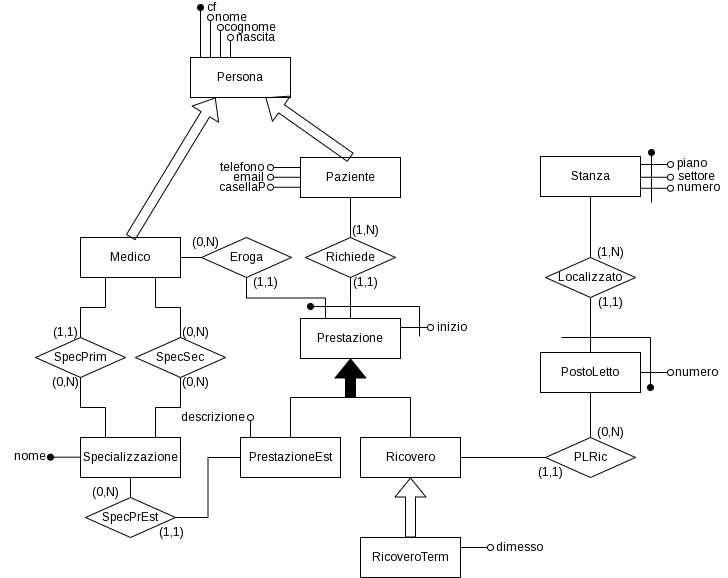 cf
nome
cognome
nascita
Persona
telefono
email
casellaP
Paziente
Stanza
piano
settore
numero
(0,N)
(1,N)
(1,N)
Medico
Eroga
Richiede
Localizzato
(1,1)
(1,1)
(1,1)
Prestazione
inizio
(1,1)
(0,N)
SpecPrim
SpecSec
PostoLetto
numero
(0,N)
(0,N)
descrizione
(0,N)
nome
Specializzazione
PrestazioneEst
Ricovero
PLRic
(1,1)
(0,N)
SpecPrEst
(1,1)
RicoveroTerm
dimesso